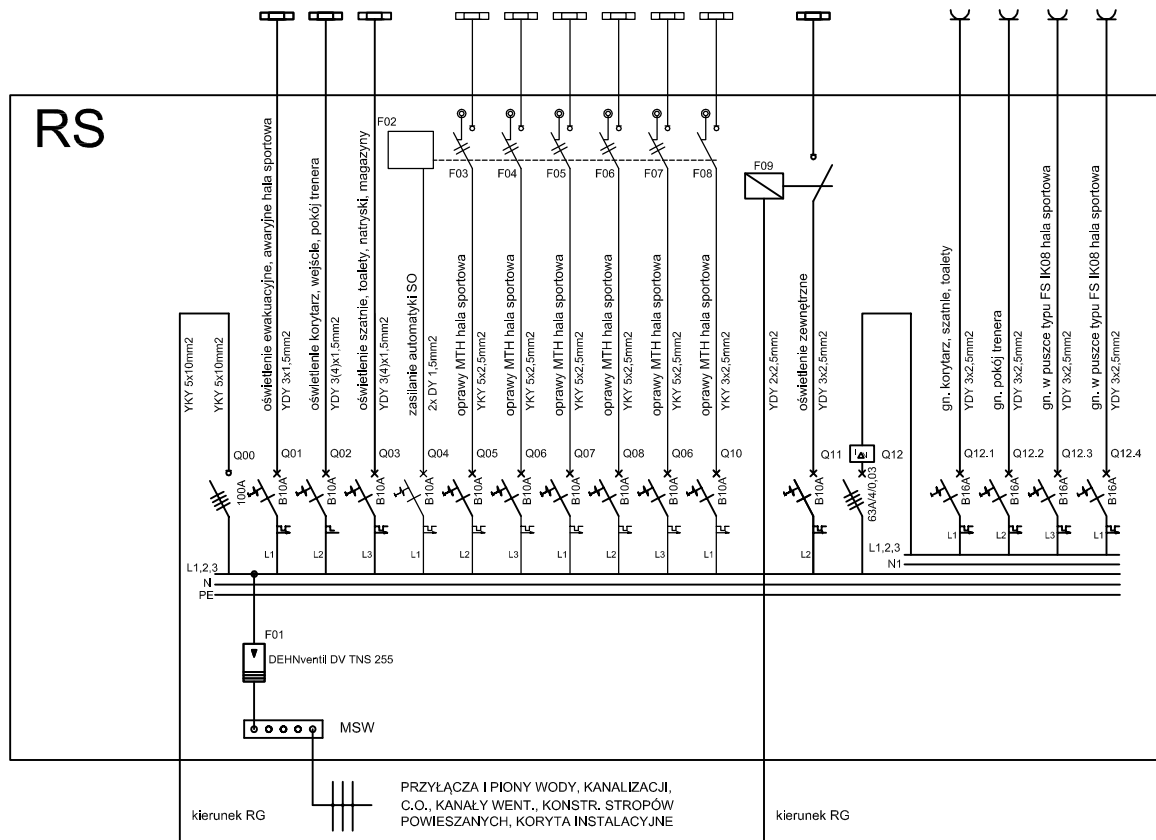 RS
F02
F03
F04
F05
F06
F07
F08
F09
YKY 5x10mm2
YKY 5x10mm2
oświetlenie ewakuacyjne, awaryjne hala sportowa
YDY 3x1,5mm2
oświetlenie korytarz, wejście, pokój trenera
YDY 3(4)x1,5mm2
oświetlenie szatnie, toalety, natryski, magazyny
YDY 3(4)x1,5mm2
zasilanie automatyki SO
2x DY 1,5mm2
oprawy MTH hala sportowa
YKY 5x2,5mm2
oprawy MTH hala sportowa
YKY 5x2,5mm2
oprawy MTH hala sportowa
YKY 5x2,5mm2
oprawy MTH hala sportowa
YKY 5x2,5mm2
oprawy MTH hala sportowa
YKY 5x2,5mm2
oprawy MTH hala sportowa
YKY 3x2,5mm2
YDY 2x2,5mm2
oświetlenie zewnętrzne
YDY 3x2,5mm2
gn. korytarz, szatnie, toalety
YDY 3x2,5mm2
gn. pokój trenera
YDY 3x2,5mm2
gn. w puszce typu FS IK08 hala sportowa
YDY 3x2,5mm2
gn. w puszce typu FS IK08 hala sportowa
YDY 3x2,5mm2
Q00
Q01
Q02
Q03
Q04
Q05
Q06
Q07
Q08
Q06
Q10
Q11
Q12
Q12.1
Q12.2
Q12.3
Q12.4
100A
B10A
B10A
B10A
B10A
B10A
B10A
B10A
B10A
B10A
B10A
B10A
63A/4/0,03
B16A
B16A
B16A
B16A
L1
L2
L3
L1
L2
L3
L1
L2
L3
L1
L2
L1
L2
L3
L1
L1,2,3
N1
L1,2,3
N
PE
F01
DEHNventil DV TNS 255
MSW
PRZYŁĄCZA I PIONY WODY, KANALIZACJI,
C.O., KANAŁY WENT., KONSTR. STROPÓW
POWIESZANYCH, KORYTA INSTALACYJNE
kierunek RG
kierunek RG